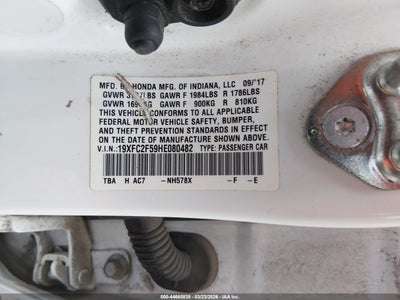 MFD. BY HONDA MFG. OF INDIANA, LLC 09/17
GVWR LBS GAWR F 1984LBS R 1786LBS
GVWR KG GAWR F 900KG R 810KG
THIS VEHICLE CONFORMS TO ALL APPLICABLE
FEDERAL MOTOR VEHICLE SAFETY, BUMPER,
AND THEFT PREVENTION STANDARDS IN EFFECT
ON THE DATE OF MANUFACTURE SHOWN ABOVE.
V.I.N.:19XFC2F59HE080482 TYPE: PASSENGER CAR
TBA H AC7 -NH578X -F -E
000-44665838 - 03/23/2026 - IAA Inc.